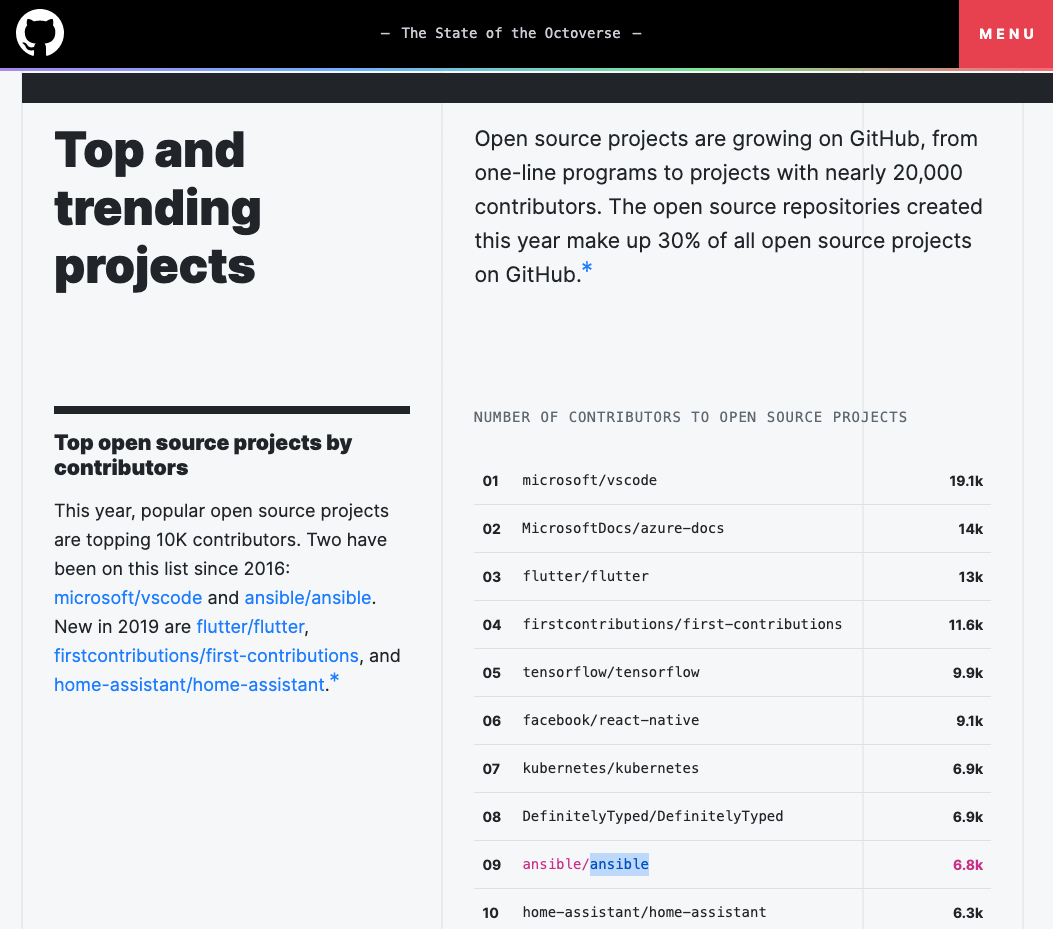 — The State of the Octoverse —
MENU
Top and
trending
projects
Open source projects are growing on GitHub, from
one-line programs to projects with nearly 20,000
contributors. The open source repositories created
this year make up 30% of all open source projects
on GitHub.*
Top open source projects by
contributors
This year, popular open source projects
are topping 10K contributors. Two have
been on this list since 2016:
microsoft/vscode and ansible/ansible.
New in 2019 are flutter/flutter,
firstcontributions/first-contributions, and
home-assistant/home-assistant.*
NUMBER OF CONTRIBUTORS TO OPEN SOURCE PROJECTS
01 microsoft/vscode 19.1k
02 MicrosoftDocs/azure-docs 14k
03 flutter/flutter 13k
04 firstcontributions/first-contributions 11.6k
05 tensorflow/tensorflow 9.9k
06 facebook/react-native 9.1k
07 kubernetes/kubernetes 6.9k
08 DefinitelyTyped/DefinitelyTyped 6.9k
09 ansible/ansible 6.8k
10 home-assistant/home-assistant 6.3k